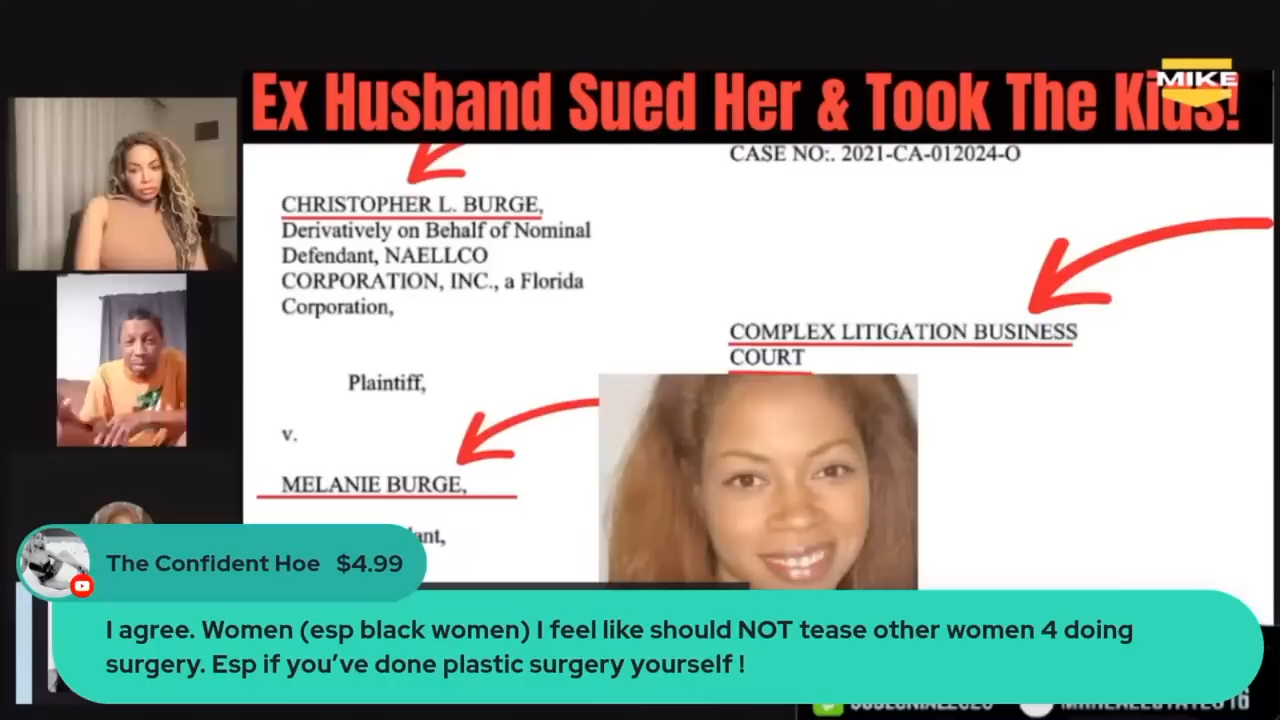 Ex Husband Sued Her & Took The Kids!
MIKE
CASE NO:. 2021-CA-012024-O
CHRISTOPHER L. BURGE,
Derivatively on Behalf of Nominal
Defendant, NAELLCO
CORPORATION, INC., a Florida
Corporation,
COMPLEX LITIGATION BUSINESS
COURT
Plaintiff,
v.
MELANIE BURGE,
The Confident Hoe $4.99
I agree. Women (esp black women) I feel like should NOT tease other women 4 doing
surgery. Esp if you’ve done plastic surgery yourself !